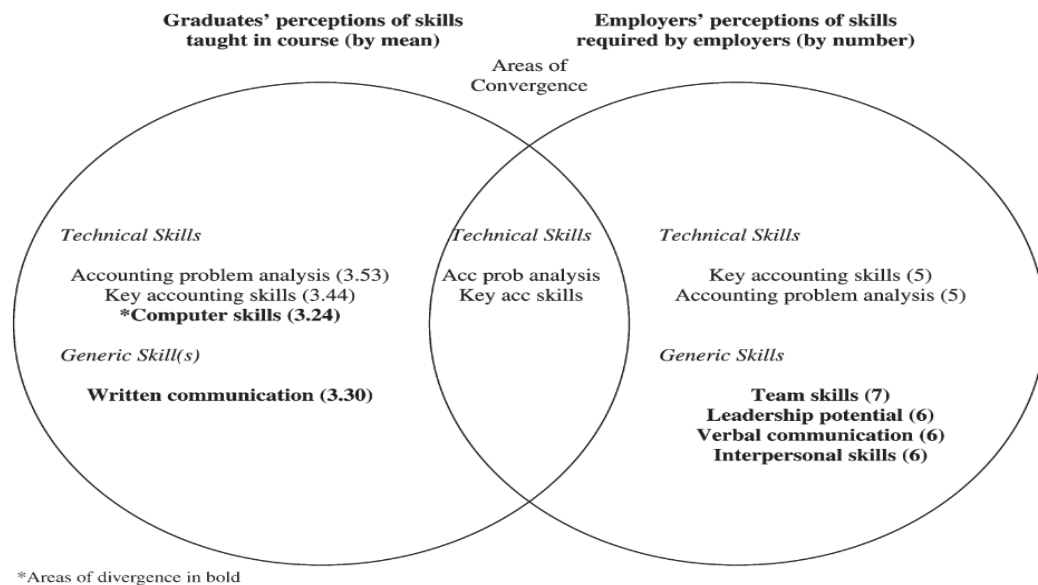 Graduates’ perceptions of skills
taught in course (by mean)
Employers’ perceptions of skills
required by employers (by number)
Areas of
Convergence
Technical Skills
Accounting problem analysis (3.53)
Key accounting skills (3.44)
*Computer skills (3.24)
Generic Skill(s)
Written communication (3.30)
Technical Skills
Acc prob analysis
Key acc skills
Technical Skills
Key accounting skills (5)
Accounting problem analysis (5)
Generic Skills
Team skills (7)
Leadership potential (6)
Verbal communication (6)
Interpersonal skills (6)
*Areas of divergence in bold